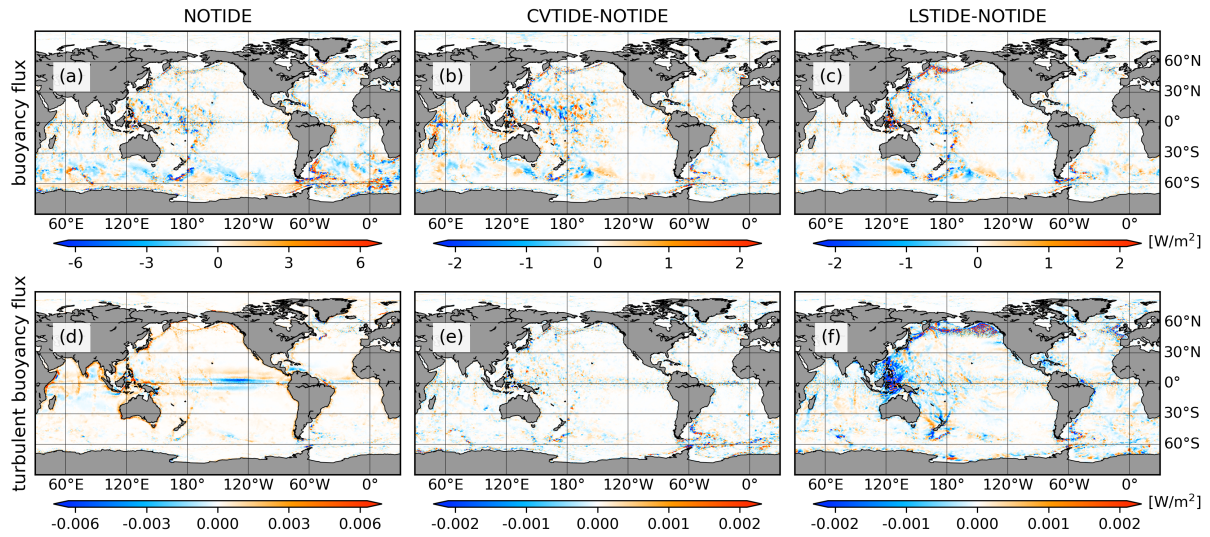 NOTIDE CVTIDE-NOTIDE LSTIDE-NOTIDE
buoyancy flux
(a) (b) (c)
60°N
30°N
0°
30°S
60°S
60°E 120°E 180° 120°W 60°W 0° 60°E 120°E 180° 120°W 60°W 0° 60°E 120°E 180° 120°W 60°W 0°
-6 -3 0 3 6 -2 -1 0 1 2 -2 -1 0 1 2 [W/m²]
turbulent buoyancy flux
(d) (e) (f)
60°N
30°N
0°
30°S
60°S
60°E 120°E 180° 120°W 60°W 0° 60°E 120°E 180° 120°W 60°W 0° 60°E 120°E 180° 120°W 60°W 0°
-0.006 -0.003 0.000 0.003 0.006 -0.002 -0.001 0.000 0.001 0.002 -0.002 -0.001 0.000 0.001 0.002 [W/m²]